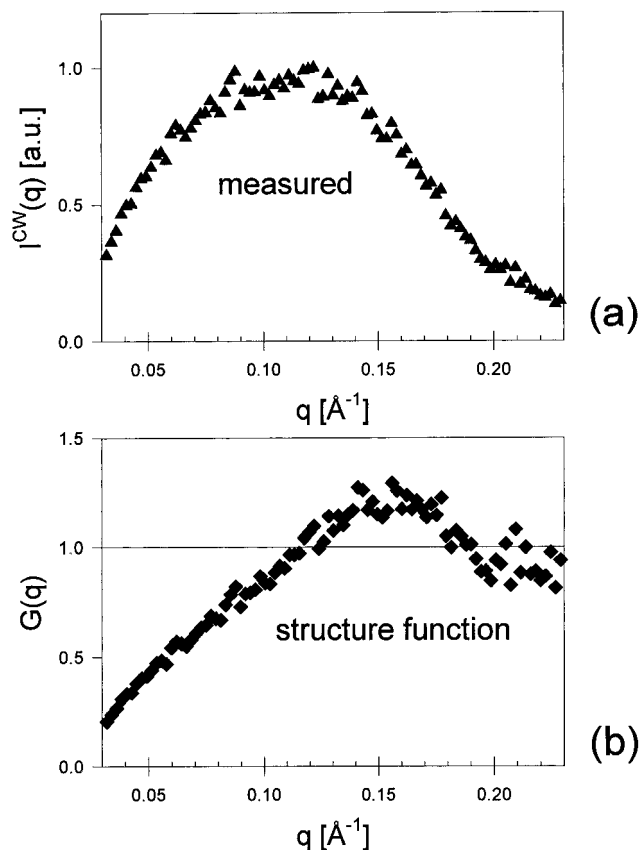 1.0
0.5
0.0
I^CW(q) [a.u.]
measured
0.05 0.10 0.15 0.20
q [Å⁻¹]
(a)
1.5
1.0
0.5
0.0
G(q)
structure function
0.05 0.10 0.15 0.20
q [Å⁻¹]
(b)